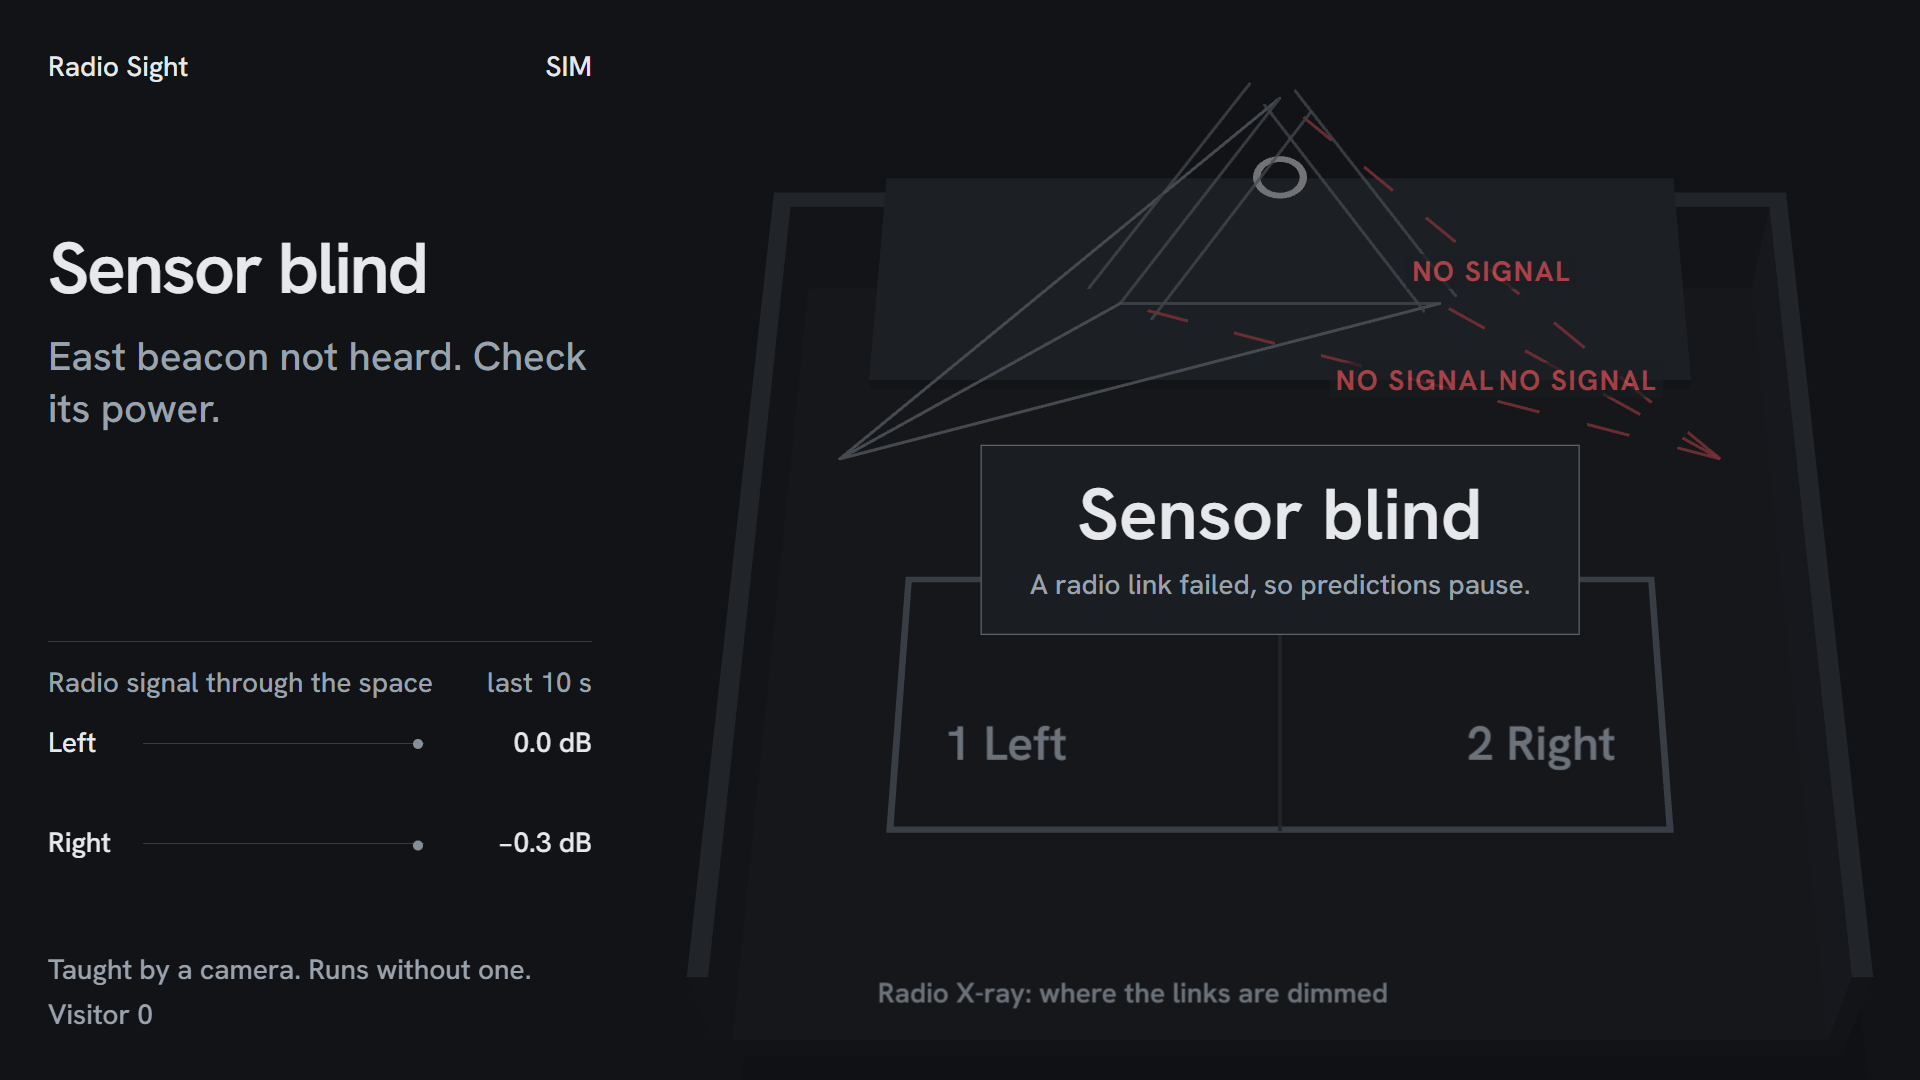 Radio Sight
SIM
Sensor blind
East beacon not heard. Check
its power.
Radio signal through the space
last 10 s
Left
0.0 dB
Right
−0.3 dB
Taught by a camera. Runs without one.
Visitor 0
NO SIGNAL
NO SIGNAL
NO SIGNAL
Sensor blind
A radio link failed, so predictions pause.
1 Left
2 Right
Radio X-ray: where the links are dimmed